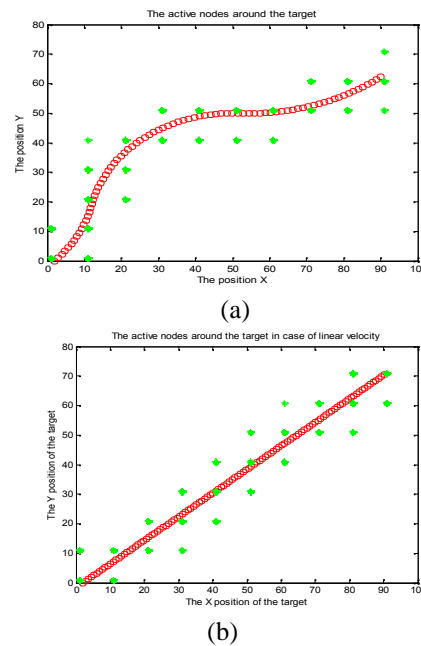 The active nodes around the target
80
70
60
50
40
30
20
10
0
The position Y
0 10 20 30 40 50 60 70 80 90 10
The position X
(a)
The active nodes around the target in case of linear velocity
80
70
60
50
40
30
20
10
0
The Y position of the target
0 10 20 30 40 50 60 70 80 90 10
The X position of the target
(b)